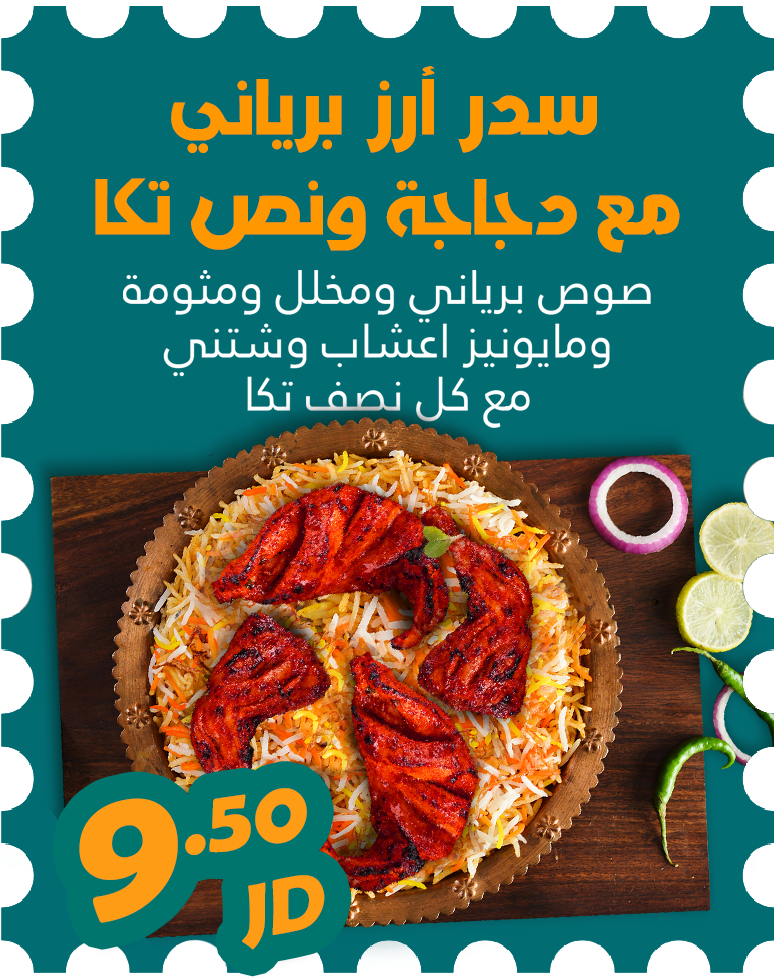 سدر أرز برياني
مع دجاجة ونص تكا
صوص برياني ومخلل ومثومة
ومايونيز اعشاب وشتني
مع كل نصف تكا
9.50
JD